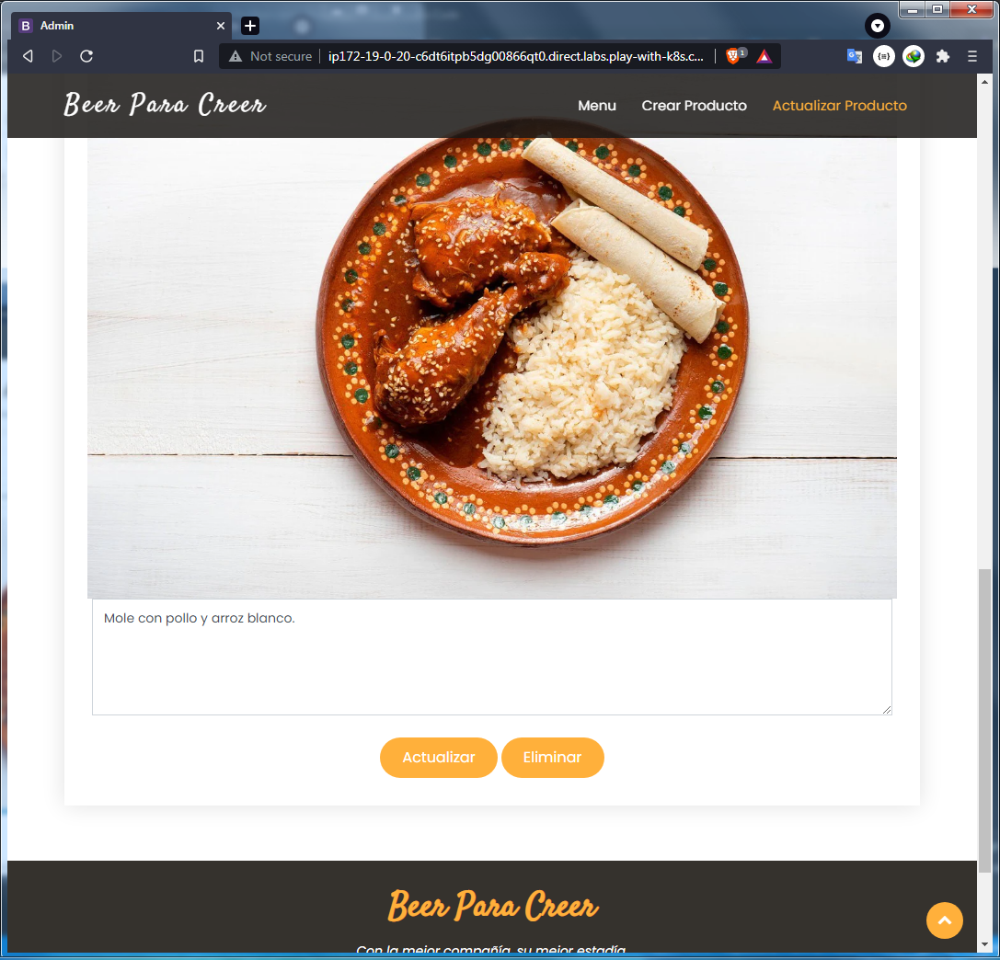 Admin
Not secure
ip172-19-0-20-c6dt6itpb5dg00866qt0.direct.labs.play-with-k8s.c...
1
Beer Para Creer
Menu
Crear Producto
Actualizar Producto
Mole con pollo y arroz blanco.
Actualizar
Eliminar
Beer Para Creer
Con la mejor compañía, su mejor estadía